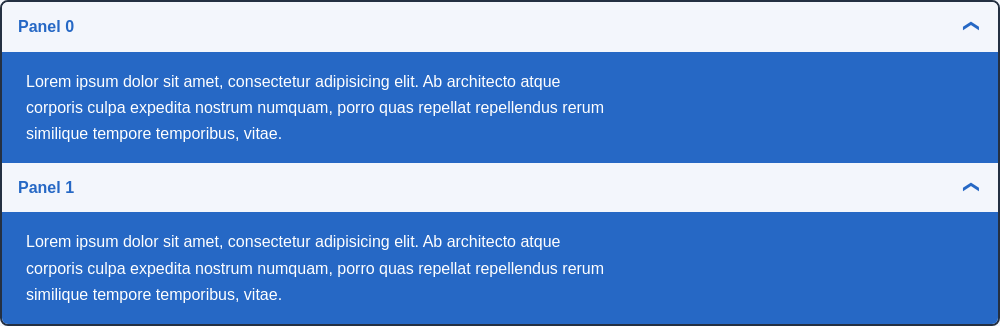 Panel 0
Lorem ipsum dolor sit amet, consectetur adipisicing elit. Ab architecto atque
corporis culpa expedita nostrum numquam, porro quas repellat repellendus rerum
similique tempore temporibus, vitae.
Panel 1
Lorem ipsum dolor sit amet, consectetur adipisicing elit. Ab architecto atque
corporis culpa expedita nostrum numquam, porro quas repellat repellendus rerum
similique tempore temporibus, vitae.